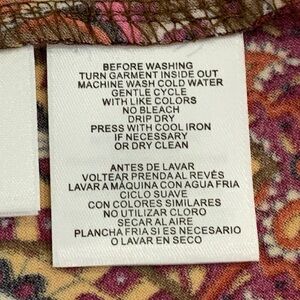 BEFORE WASHING
TURN GARMENT INSIDE OUT
MACHINE WASH COLD WATER
GENTLE CYCLE
WITH LIKE COLORS
NO BLEACH
DRIP DRY
PRESS WITH COOL IRON
IF NECESSARY
OR DRY CLEAN
ANTES DE LAVAR
VOLTEAR PRENDA AL REVÉS
LAVAR A MÁQUINA CON AGUA FRIA
CICLO SUAVE
CON COLORES SIMILARES
NO UTILIZAR CLORO
SECAR AL AIRE
PLANCHA FRIA SI ES NECESARIO
O LAVAR EN SECO